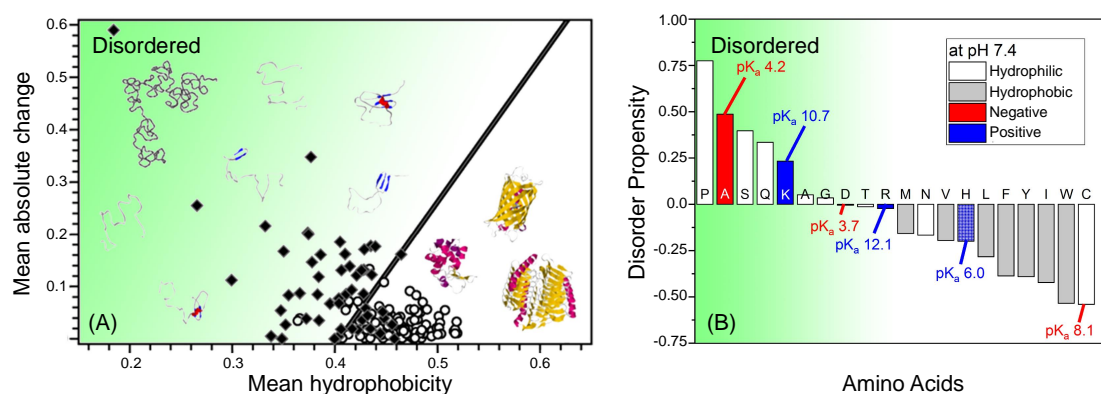 Mean absolute change
0.6
0.5
0.4
0.3
0.2
0.1
Disordered
(A)
0.2
0.3
0.4
0.5
0.6
Mean hydrophobicity
Disorder Propensity
1.00
0.75
0.50
0.25
0.0
-0.25
-0.50
-0.75
Disordered
at pH 7.4
Hydrophilic
Hydrophobic
Negative
Positive
pKa 4.2
pKa 10.7
P A S Q K A G D T R M N V H L F Y I W C
pKa 3.7
pKa 12.1
pKa 6.0
pKa 8.1
(B)
Amino Acids